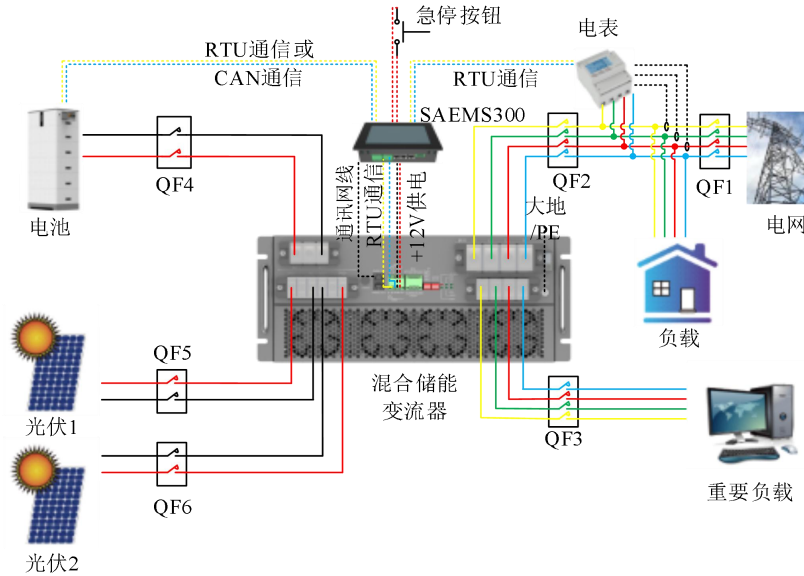 急停按钮
电表
RTU通信或
CAN通信
RTU通信
SAEMS300
QF4
QF2
QF1
电池
通讯网线
RTU通信
+12V供电
大地
/PE
电网
负载
光伏1
QF5
混合储能
变流器
QF3
QF6
重要负载
光伏2